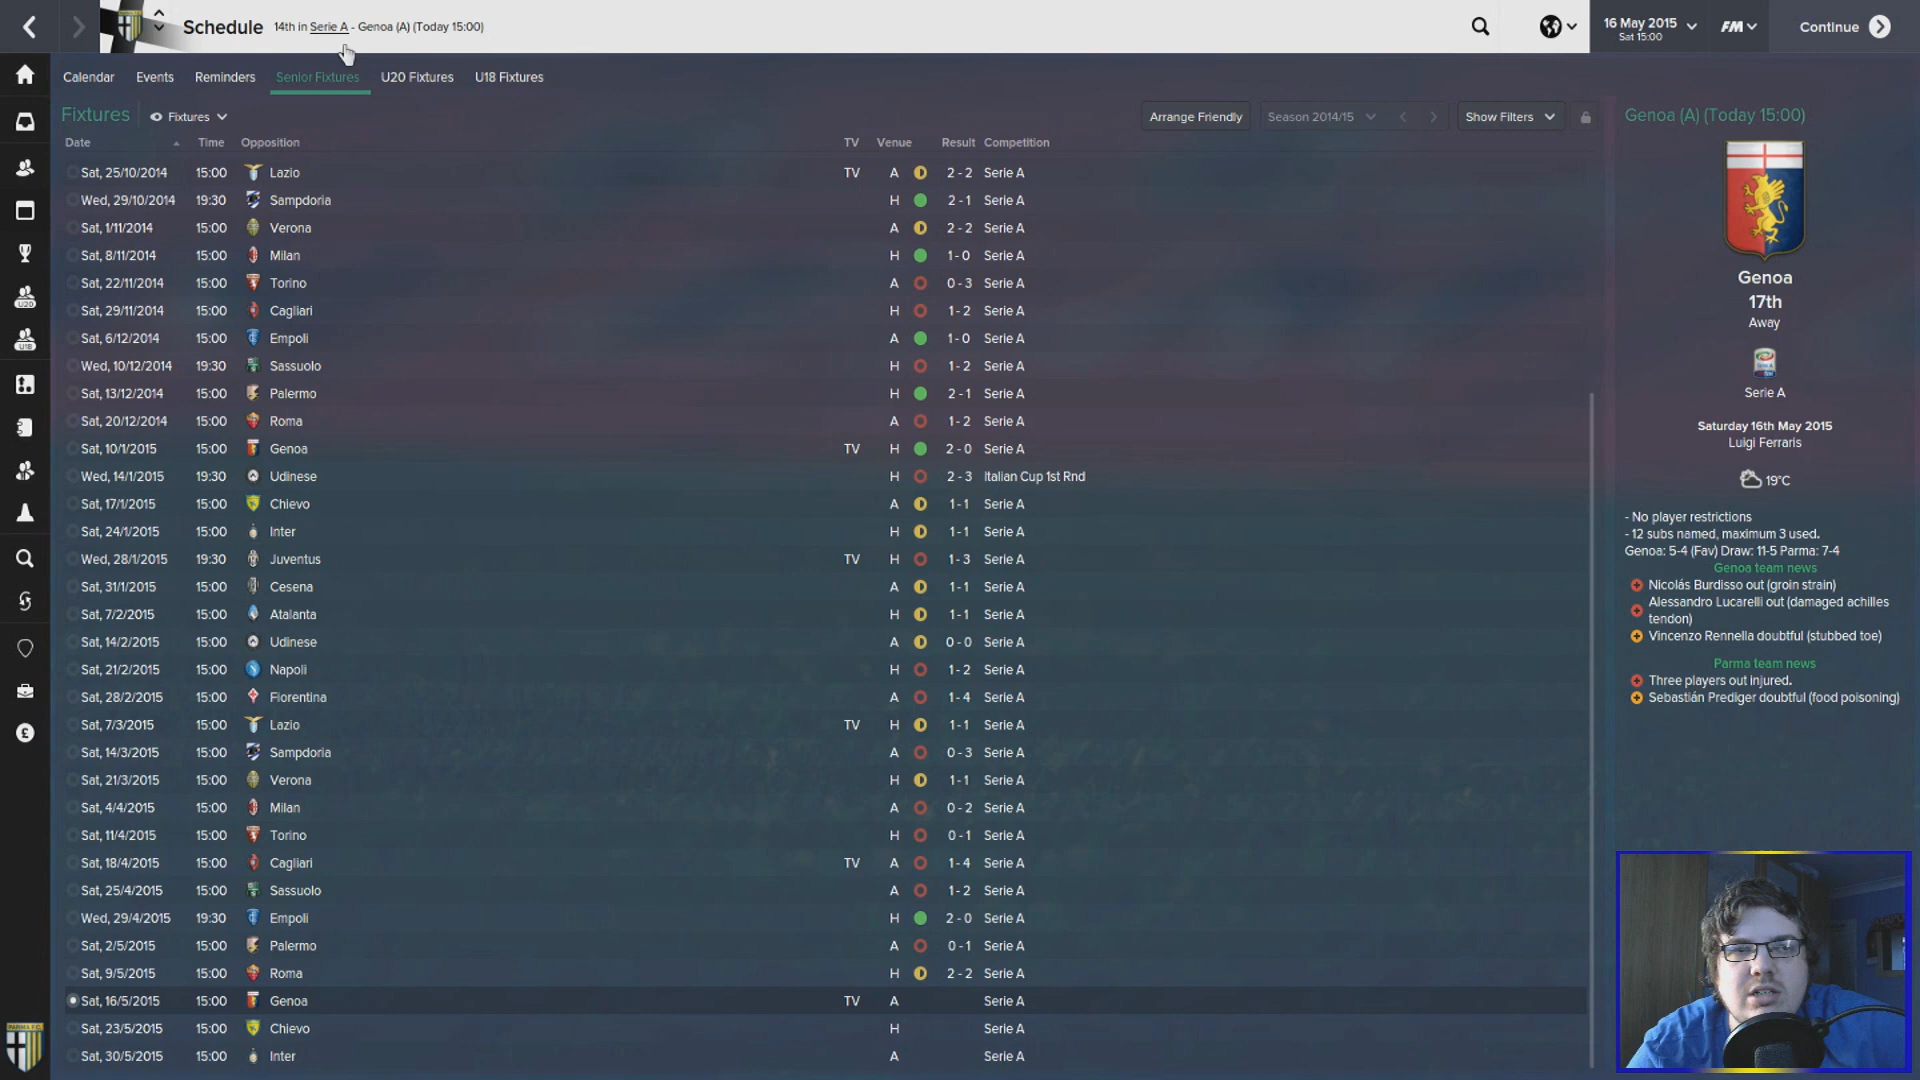 Schedule 14th in Serie A - Genoa (A) (Today 15:00)
16 May 2015
Sat 15:00
FM
Continue
Calendar Events Reminders Senior Fixtures U20 Fixtures U18 Fixtures
Fixtures Fixtures Arrange Friendly Season 2014/15 Show Filters
Date Time Opposition TV Venue Result Competition
Sat, 25/10/2014 15:00 Lazio TV A 2 - 2 Serie A
Wed, 29/10/2014 19:30 Sampdoria H 2 - 1 Serie A
Sat, 1/11/2014 15:00 Verona A 2 - 2 Serie A
Sat, 8/11/2014 15:00 Milan H 1 - 0 Serie A
Sat, 22/11/2014 15:00 Torino A 0 - 3 Serie A
Sat, 29/11/2014 15:00 Cagliari H 1 - 2 Serie A
Sat, 6/12/2014 15:00 Empoli A 1 - 0 Serie A
Wed, 10/12/2014 19:30 Sassuolo H 1 - 2 Serie A
Sat, 13/12/2014 15:00 Palermo H 2 - 1 Serie A
Sat, 20/12/2014 15:00 Roma A 1 - 2 Serie A
Sat, 10/1/2015 15:00 Genoa TV H 2 - 0 Serie A
Wed, 14/1/2015 19:30 Udinese H 2 - 3 Italian Cup 1st Rnd
Sat, 17/1/2015 15:00 Chievo A 1 - 1 Serie A
Sat, 24/1/2015 15:00 Inter H 1 - 1 Serie A
Wed, 28/1/2015 19:30 Juventus TV H 1 - 3 Serie A
Sat, 31/1/2015 15:00 Cesena A 1 - 1 Serie A
Sat, 7/2/2015 15:00 Atalanta H 1 - 1 Serie A
Sat, 14/2/2015 15:00 Udinese A 0 - 0 Serie A
Sat, 21/2/2015 15:00 Napoli H 1 - 2 Serie A
Sat, 28/2/2015 15:00 Fiorentina A 1 - 4 Serie A
Sat, 7/3/2015 15:00 Lazio TV H 1 - 1 Serie A
Sat, 14/3/2015 15:00 Sampdoria A 0 - 3 Serie A
Sat, 21/3/2015 15:00 Verona H 1 - 1 Serie A
Sat, 4/4/2015 15:00 Milan A 0 - 2 Serie A
Sat, 11/4/2015 15:00 Torino H 0 - 1 Serie A
Sat, 18/4/2015 15:00 Cagliari TV A 1 - 4 Serie A
Sat, 25/4/2015 15:00 Sassuolo A 1 - 2 Serie A
Wed, 29/4/2015 19:30 Empoli H 2 - 0 Serie A
Sat, 2/5/2015 15:00 Palermo A 0 - 1 Serie A
Sat, 9/5/2015 15:00 Roma H 2 - 2 Serie A
Sat, 16/5/2015 15:00 Genoa TV A Serie A
Sat, 23/5/2015 15:00 Chievo H Serie A
Sat, 30/5/2015 15:00 Inter A Serie A
U20
U18
PARMA F.C.
Genoa (A) (Today 15:00)
Genoa
17th
Away
Serie A
Saturday 16th May 2015
Luigi Ferraris
19°C
- No player restrictions
- 12 subs named, maximum 3 used.
Genoa: 5-4 (Fav) Draw: 11-5 Parma: 7-4
Genoa team news
Nicolás Burdisso out (groin strain)
Alessandro Lucarelli out (damaged achilles
tendon)
Vincenzo Rennella doubtful (stubbed toe)
Parma team news
Three players out injured.
Sebastián Prediger doubtful (food poisoning)